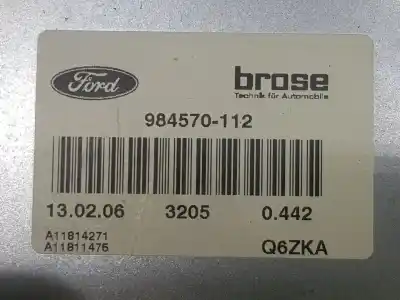 Ford
brose
Technik für Automobile
984570-112
13.02.06 3205 0.442
A11814271
A11811476
Q6ZKA